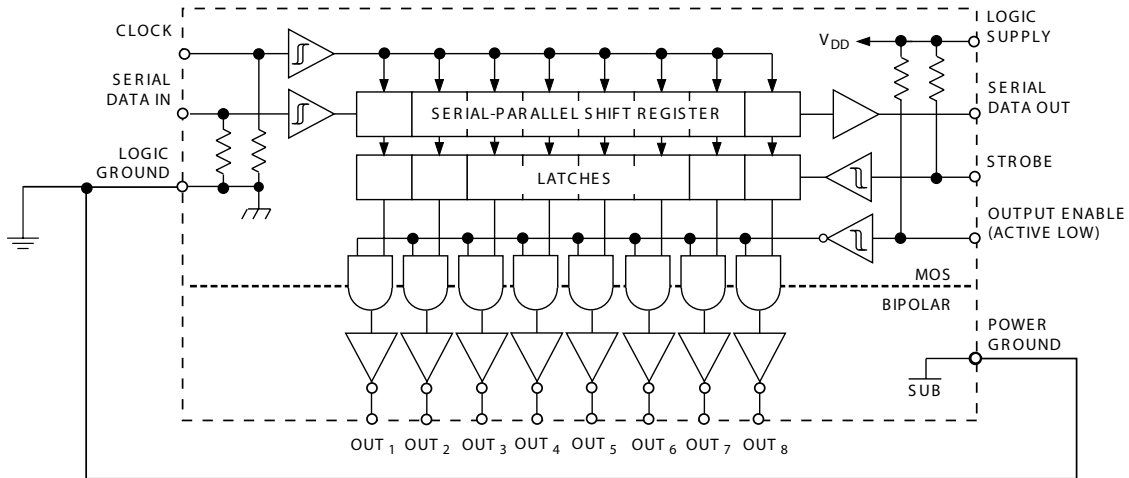 CLOCK
SERIAL
DATA IN
LOGIC
GROUND
V DD
LOGIC
SUPPLY
SERIAL
DATA OUT
STROBE
OUTPUT ENABLE
(ACTIVE LOW)
SERIAL-PARALLEL SHIFT REGISTER
LATCHES
MOS
BIPOLAR
POWER
GROUND
SUB
OUT 1 OUT 2 OUT 3 OUT 4 OUT 5 OUT 6 OUT 7 OUT 8